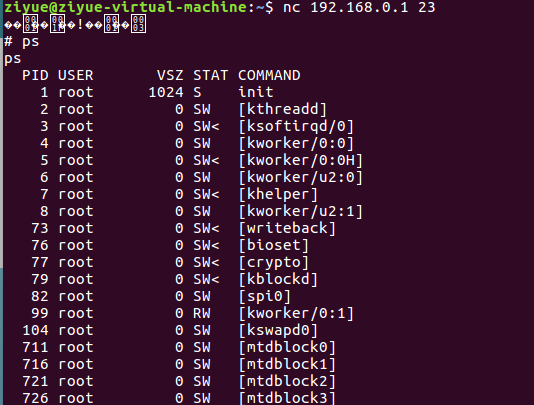 ziyue@ziyue-virtual-machine:~$ nc 192.168.0.1 23
��\u0001��\u001f��!��\u0001��\u0003
# ps
ps
  PID USER       VSZ STAT COMMAND
    1 root      1024 S    init
    2 root         0 SW   [kthreadd]
    3 root         0 SW<  [ksoftirqd/0]
    4 root         0 SW   [kworker/0:0]
    5 root         0 SW<  [kworker/0:0H]
    6 root         0 SW   [kworker/u2:0]
    7 root         0 SW<  [khelper]
    8 root         0 SW   [kworker/u2:1]
   73 root         0 SW<  [writeback]
   76 root         0 SW<  [bioset]
   77 root         0 SW<  [crypto]
   79 root         0 SW<  [kblockd]
   82 root         0 SW   [spi0]
   99 root         0 RW   [kworker/0:1]
  104 root         0 SW   [kswapd0]
  711 root         0 SW   [mtdblock0]
  716 root         0 SW   [mtdblock1]
  721 root         0 SW   [mtdblock2]
  726 root         0 SW   [mtdblock3]